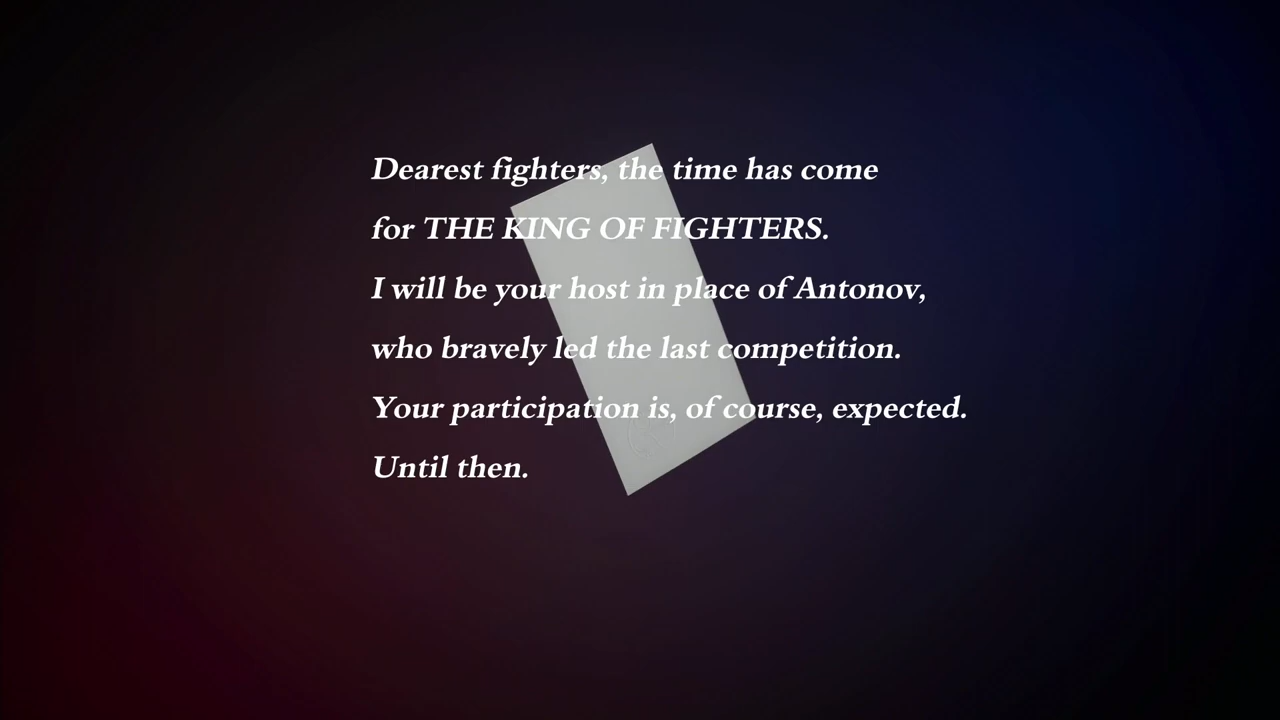 Dearest fighters, the time has come
for THE KING OF FIGHTERS.
I will be your host in place of Antonov,
who bravely led the last competition.
Your participation is, of course, expected.
Until then.